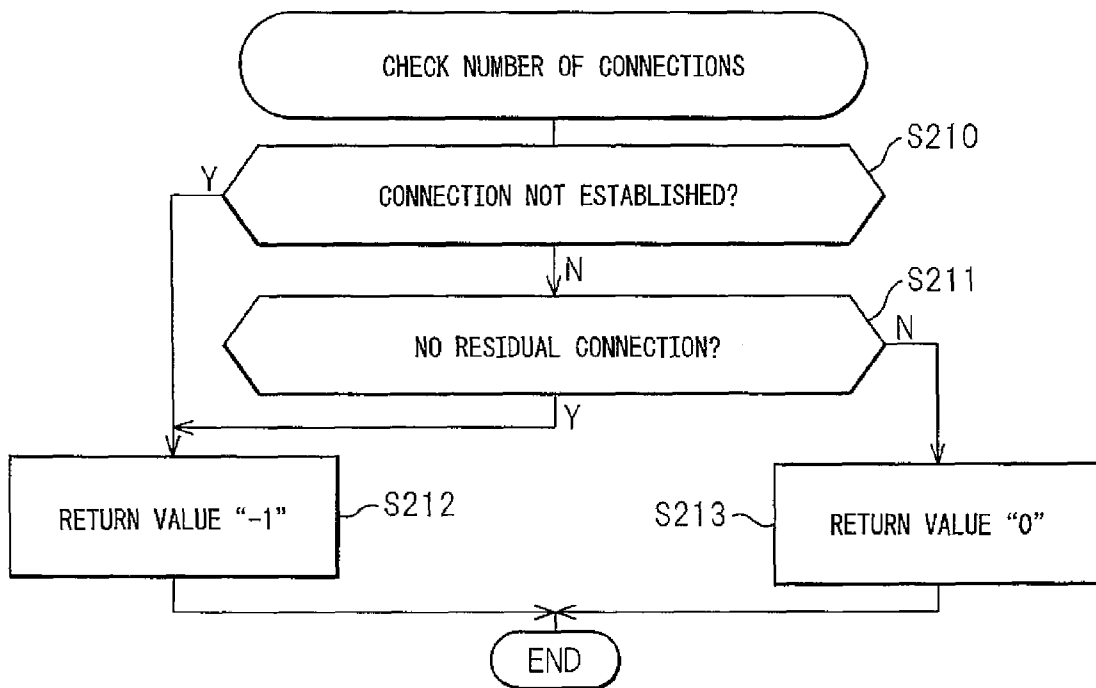 CHECK NUMBER OF CONNECTIONS
S210
Y
CONNECTION NOT ESTABLISHED?
N
S211
NO RESIDUAL CONNECTION?
N
Y
RETURN VALUE “-1”
S212
S213
RETURN VALUE “0”
END